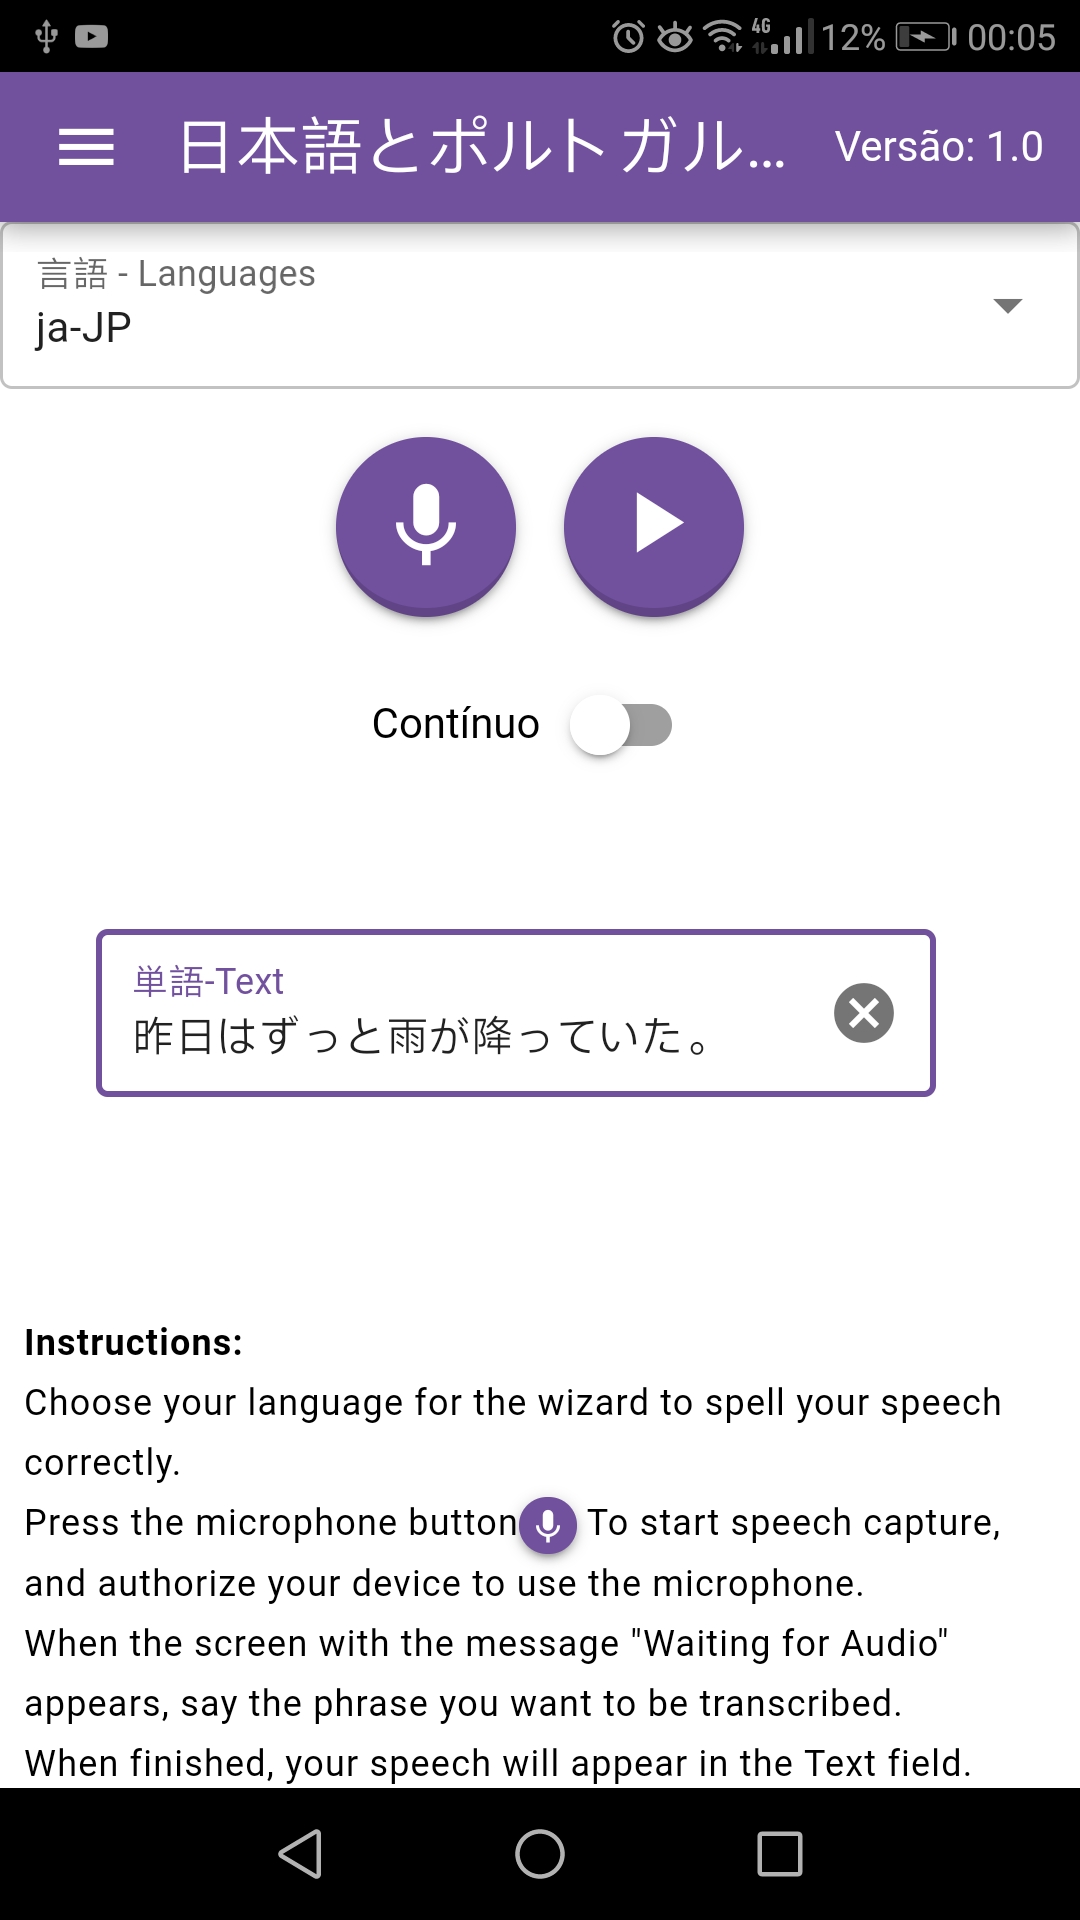 4G 12% 00:05
日本語とポルトガル... Versão: 1.0
言語 - Languages
ja-JP
Contínuo
単語-Text
昨日はずっと雨が降っていた。
Instructions:
Choose your language for the wizard to spell your speech
correctly.
Press the microphone button To start speech capture,
and authorize your device to use the microphone.
When the screen with the message "Waiting for Audio"
appears, say the phrase you want to be transcribed.
When finished, your speech will appear in the Text field.